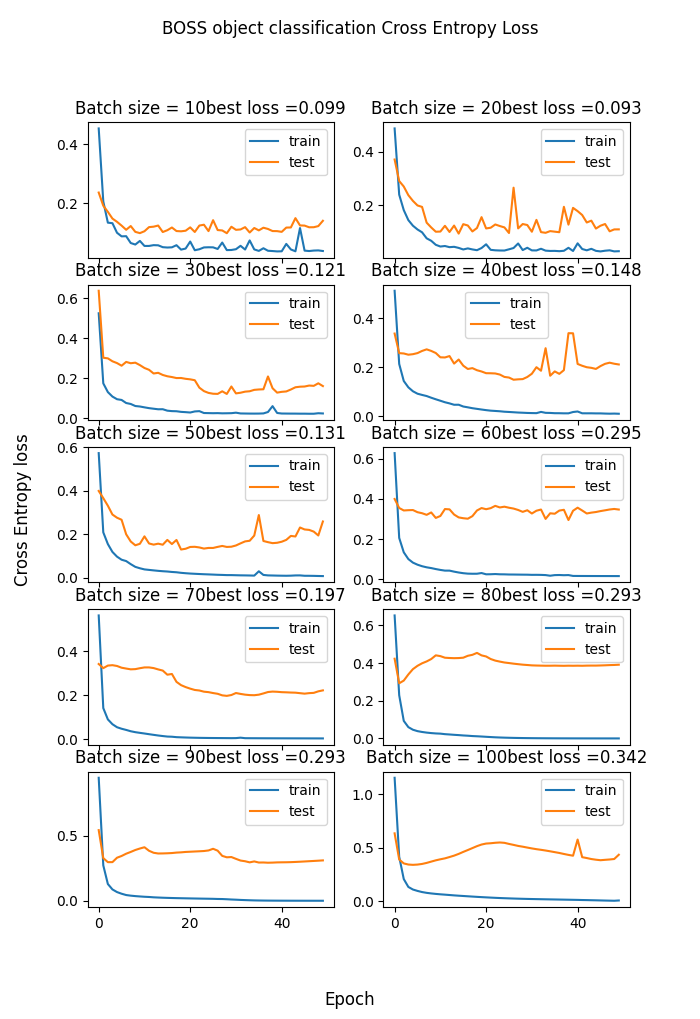 BOSS object classification Cross Entropy Loss
Batch size = 10best loss =0.099
Batch size = 20best loss =0.093
0.4
0.2
train
test
0.4
0.2
train
test
Batch size = 30best loss =0.121
Batch size = 40best loss =0.148
0.6
0.4
0.2
0.0
train
test
0.4
0.2
0.0
train
test
Batch size = 50best loss =0.131
Batch size = 60best loss =0.295
0.6
0.4
0.2
0.0
train
test
0.6
0.4
0.2
0.0
train
test
Cross Entropy loss
Batch size = 70best loss =0.197
Batch size = 80best loss =0.293
0.4
0.2
0.0
train
test
0.6
0.4
0.2
0.0
train
test
Batch size = 90best loss =0.293
Batch size = 100best loss =0.342
0.5
0.0
train
test
0 20 40
1.0
0.5
0.0
train
test
0 20 40
Epoch